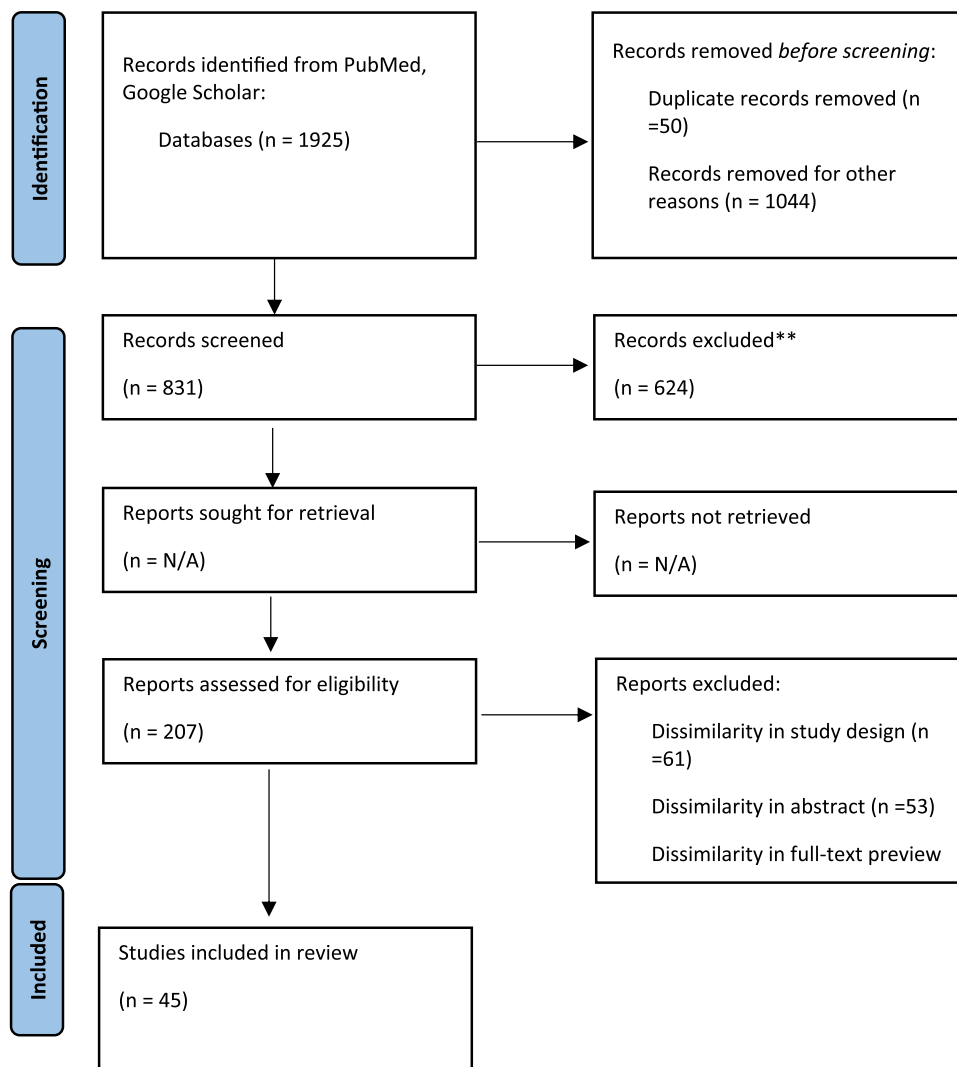 Identification
Records identified from PubMed,
Google Scholar:
Databases (n = 1925)
Records removed before screening:
Duplicate records removed (n
=50)
Records removed for other
reasons (n = 1044)
Screening
Records screened
(n = 831)
Records excluded**
(n = 624)
Reports sought for retrieval
(n = N/A)
Reports not retrieved
(n = N/A)
Reports assessed for eligibility
(n = 207)
Reports excluded:
Dissimilarity in study design (n
=61)
Dissimilarity in abstract (n =53)
Dissimilarity in full-text preview
Included
Studies included in review
(n = 45)